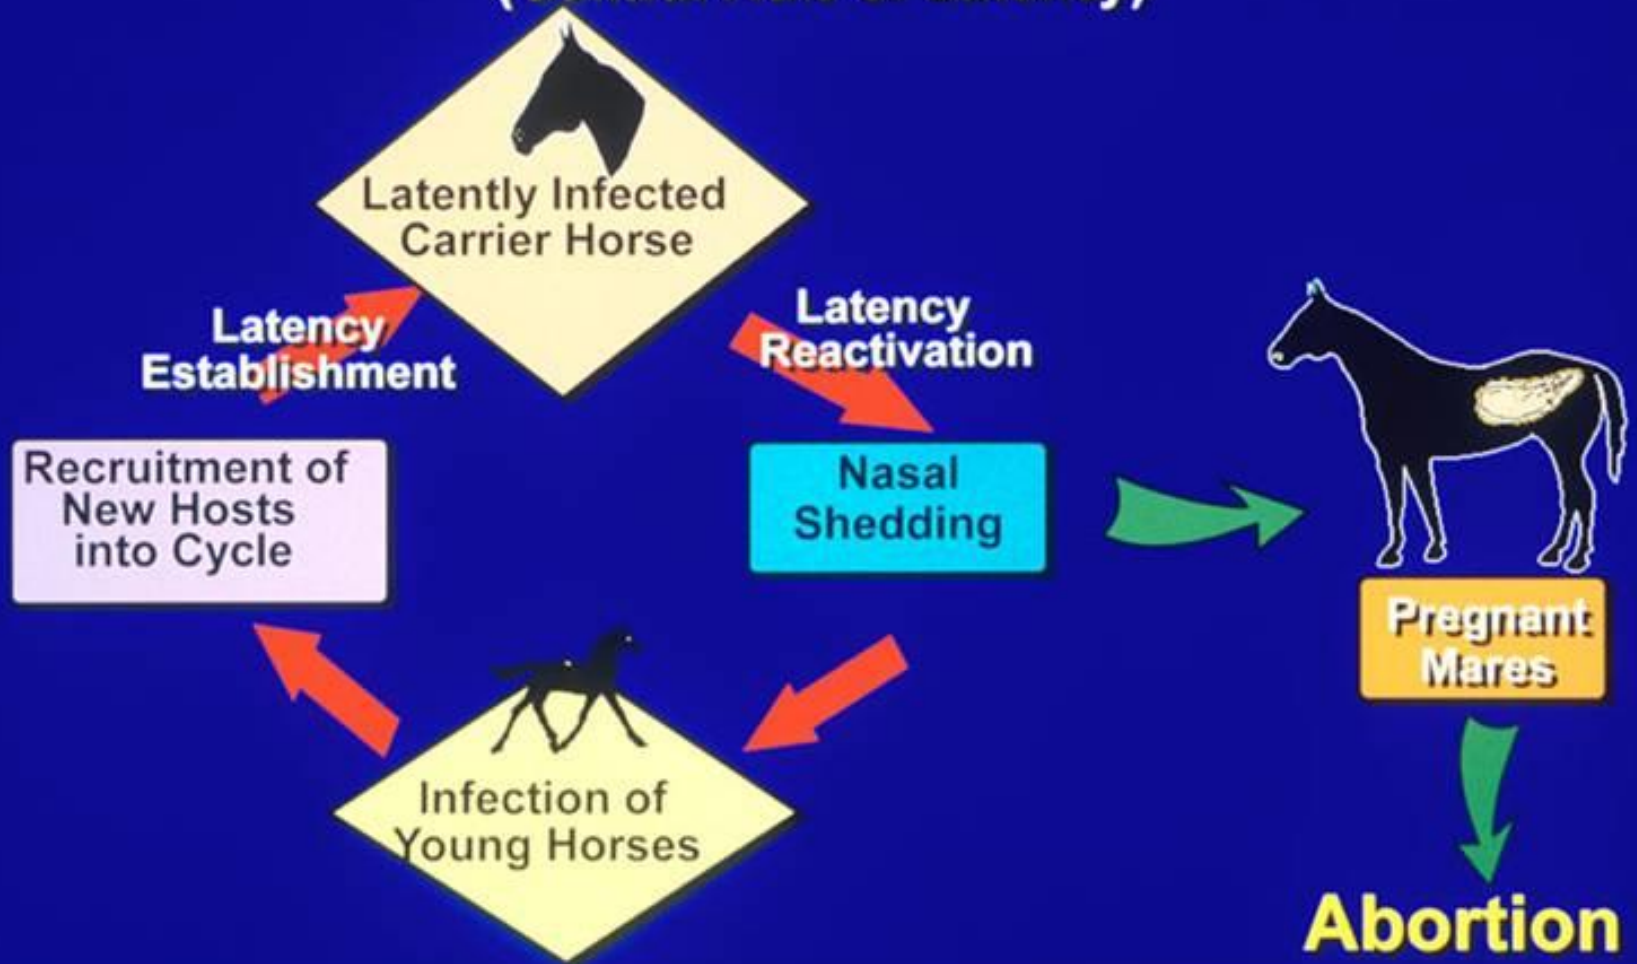 Latently Infected
Carrier Horse
Latency
Establishment
Latency
Reactivation
Recruitment of
New Hosts
into Cycle
Nasal
Shedding
Pregnant
Mares
Infection of
Young Horses
Abortion